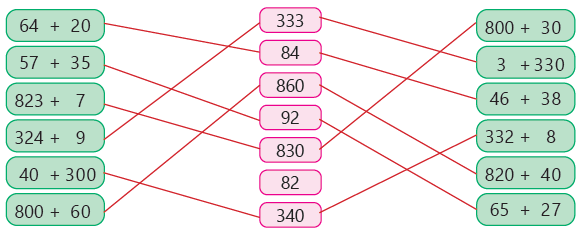 64 + 20
57 + 35
823 + 7
324 + 9
40 + 300
800 + 60
333
84
860
92
830
82
340
800 + 30
3 + 330
46 + 38
332 + 8
820 + 40
65 + 27